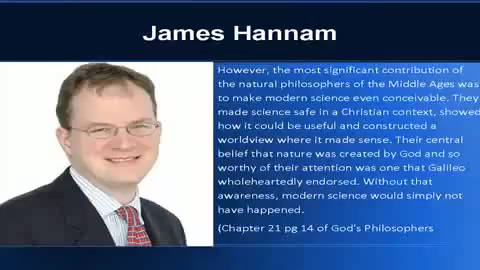 James Hannam
However, the most significant contribution of
the natural philosophers of the Middle Ages was
to make modern science even conceivable. They
made science safe in a Christian context, showed
how it could be useful and constructed a
worldview where it made sense. Their central
belief that nature was created by God and so
worthy of their attention was one that Galileo
wholeheartedly endorsed. Without that
awareness, modern science would simply not
have happened.
(Chapter 21 pg 14 of God's Philosophers